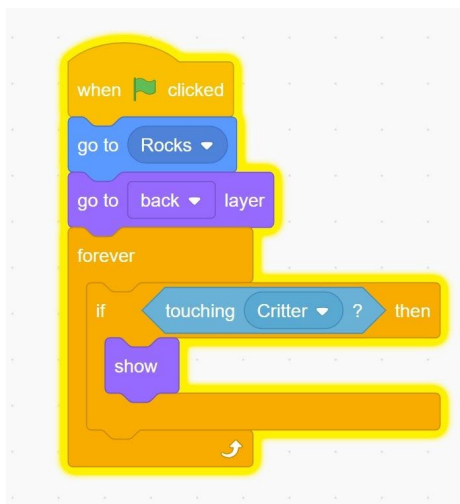 when clicked
go to Rocks
go to back layer
forever
if touching Critter ? then
show